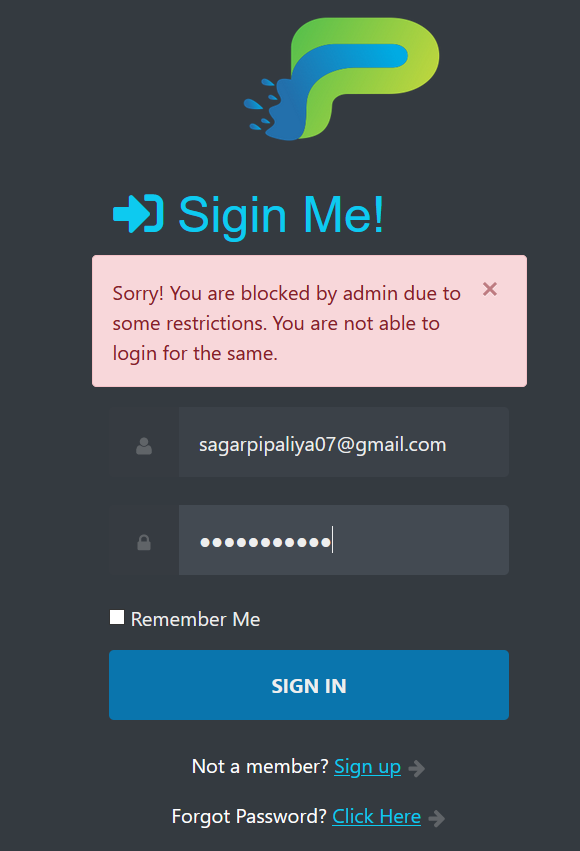 Sigin Me!
Sorry! You are blocked by admin due to
some restrictions. You are not able to
login for the same.
sagarpipaliya07@gmail.com
Remember Me
SIGN IN
Not a member? Sign up
Forgot Password? Click Here